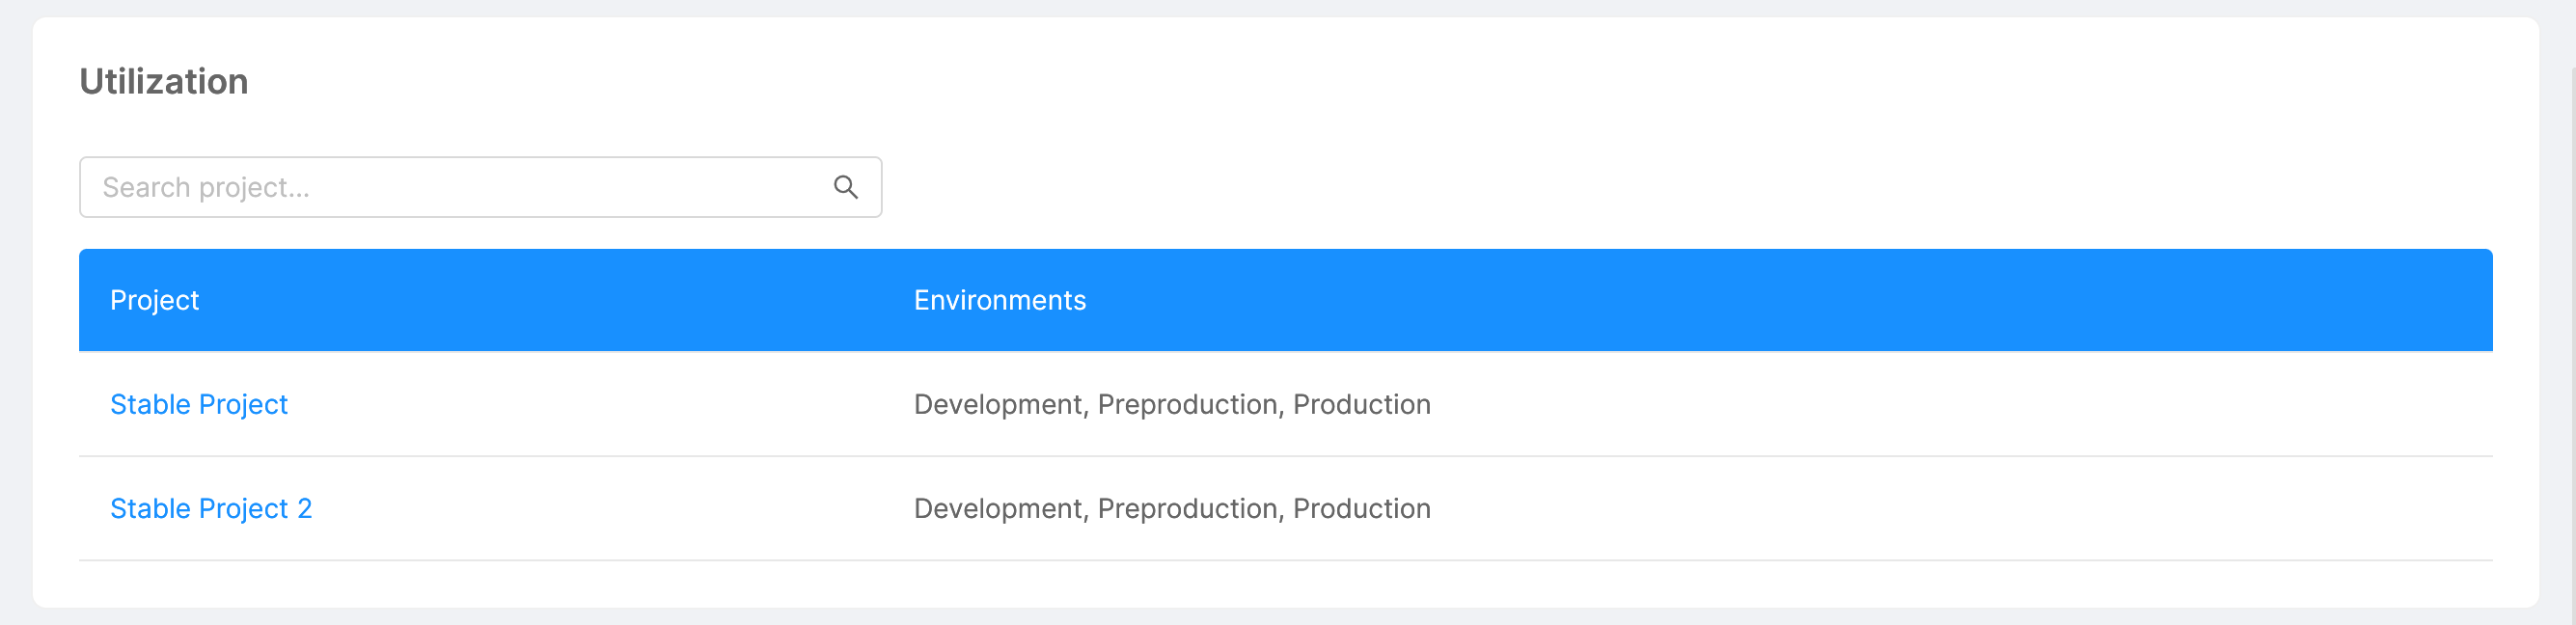 Utilization
Search project...
Project Environments
Stable Project Development, Preproduction, Production
Stable Project 2 Development, Preproduction, Production